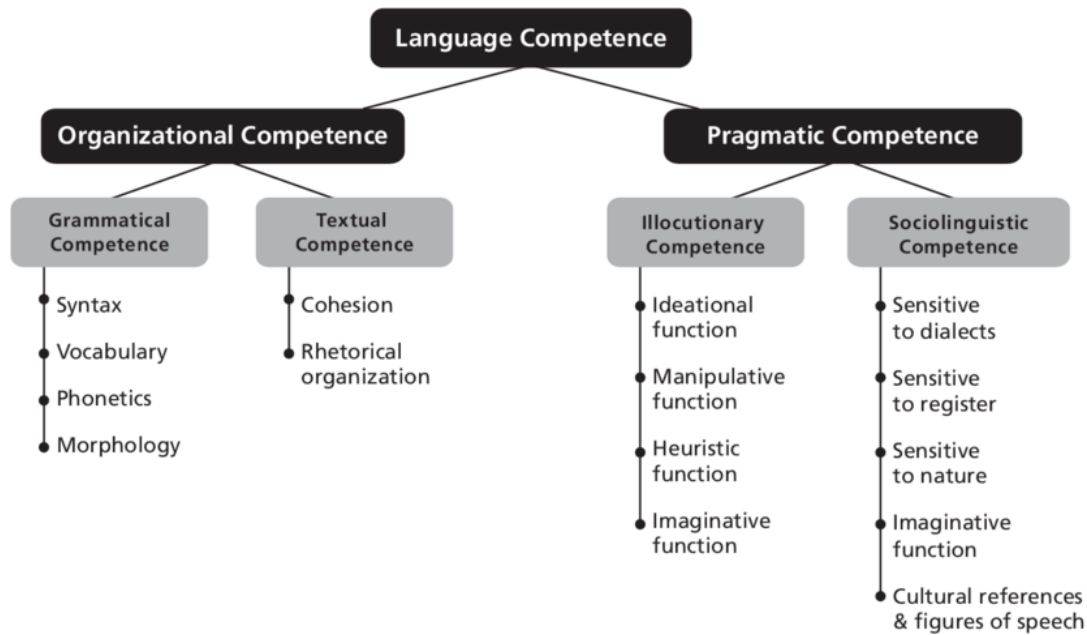 Language Competence
Organizational Competence
Pragmatic Competence
Grammatical
Competence
Textual
Competence
Illocutionary
Competence
Sociolinguistic
Competence
Syntax
Vocabulary
Phonetics
Morphology
Cohesion
Rhetorical
organization
Ideational
function
Manipulative
function
Heuristic
function
Imaginative
function
Sensitive
to dialects
Sensitive
to register
Sensitive
to nature
Imaginative
function
Cultural references
& figures of speech